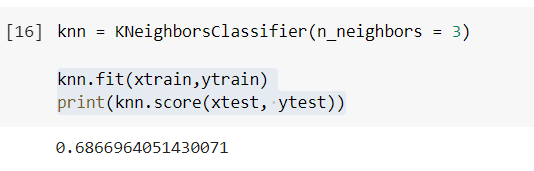 [16] knn = KNeighborsClassifier(n_neighbors = 3)
knn.fit(xtrain,ytrain)
print(knn.score(xtest, ytest))
0.6866964051430071